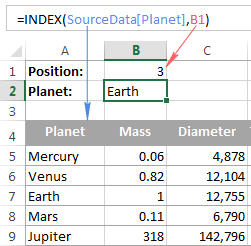 =INDEX(SourceData[Planet],B1)
A B C
1 Position: 3
2 Planet: Earth
4 Planet Mass Diameter
5 Mercury 0.06 4,878
6 Venus 0.82 12,104
7 Earth 1 12,755
8 Mars 0.11 6,790
9 Jupiter 318 142,796